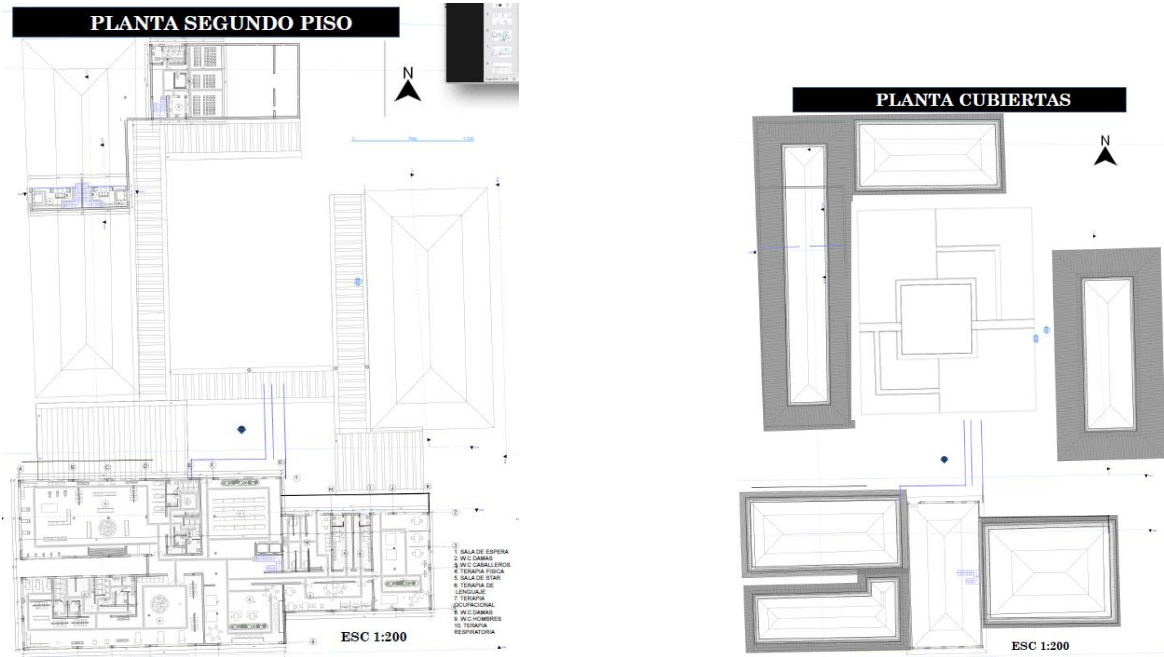 PLANTA SEGUNDO PISO
N
1. SALA DE ESPERA
2. W.C DAMAS
3. W.C CABALLEROS
4. TERAPIA FISICA
5. SALA DE STAR
6. TERAPIA DE
LENGUAJE
7. TERAPIA
OCUPACIONAL
8. W.C DAMAS
9. W.C HOMBRES
10. TERAPIA
RESPIRATORIA
ESC 1:200
PLANTA CUBIERTAS
N
ESC 1:200